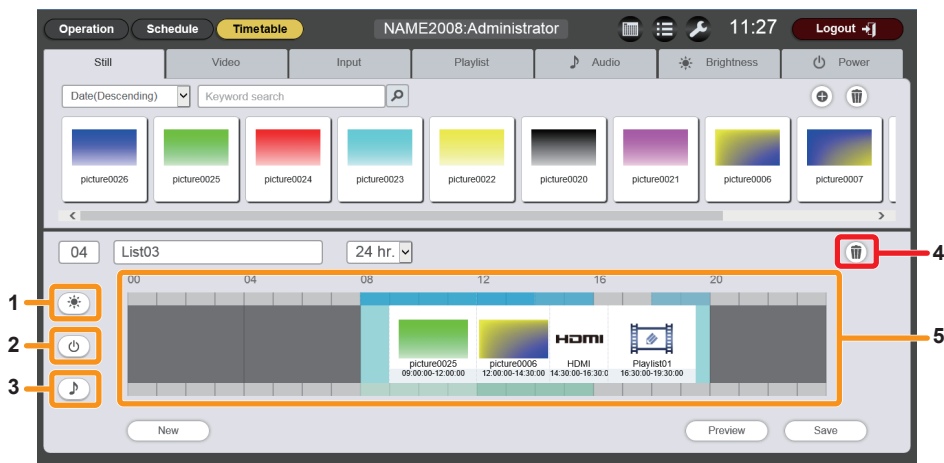 Operation Schedule Timetable NAME2008:Administrator 11:27 Logout
Still Video Input Playlist Audio Brightness Power
Date(Descending) Keyword search
picture0026 picture0025 picture0024 picture0023 picture0022 picture0020 picture0021 picture0006 picture0007
04 List03 24 hr. 4
00 04 08 12 16 20
1
2
3
5
HDMI
picture0025 picture0006 HDMI Playlist01
09:00:00-12:00:00 12:00:00-14:30:00 14:30:00-16:30:0 16:30:00-19:30:00
New Preview Save